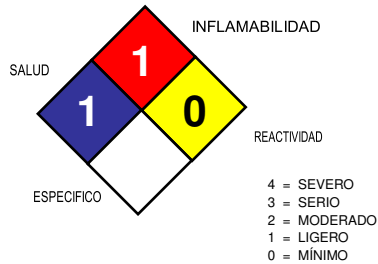 INFLAMABILIDAD
SALUD
1
1
0
REACTIVIDAD
ESPECIFICO
4 = SEVERO
3 = SERIO
2 = MODERADO
1 = LIGERO
0 = MÍNIMO